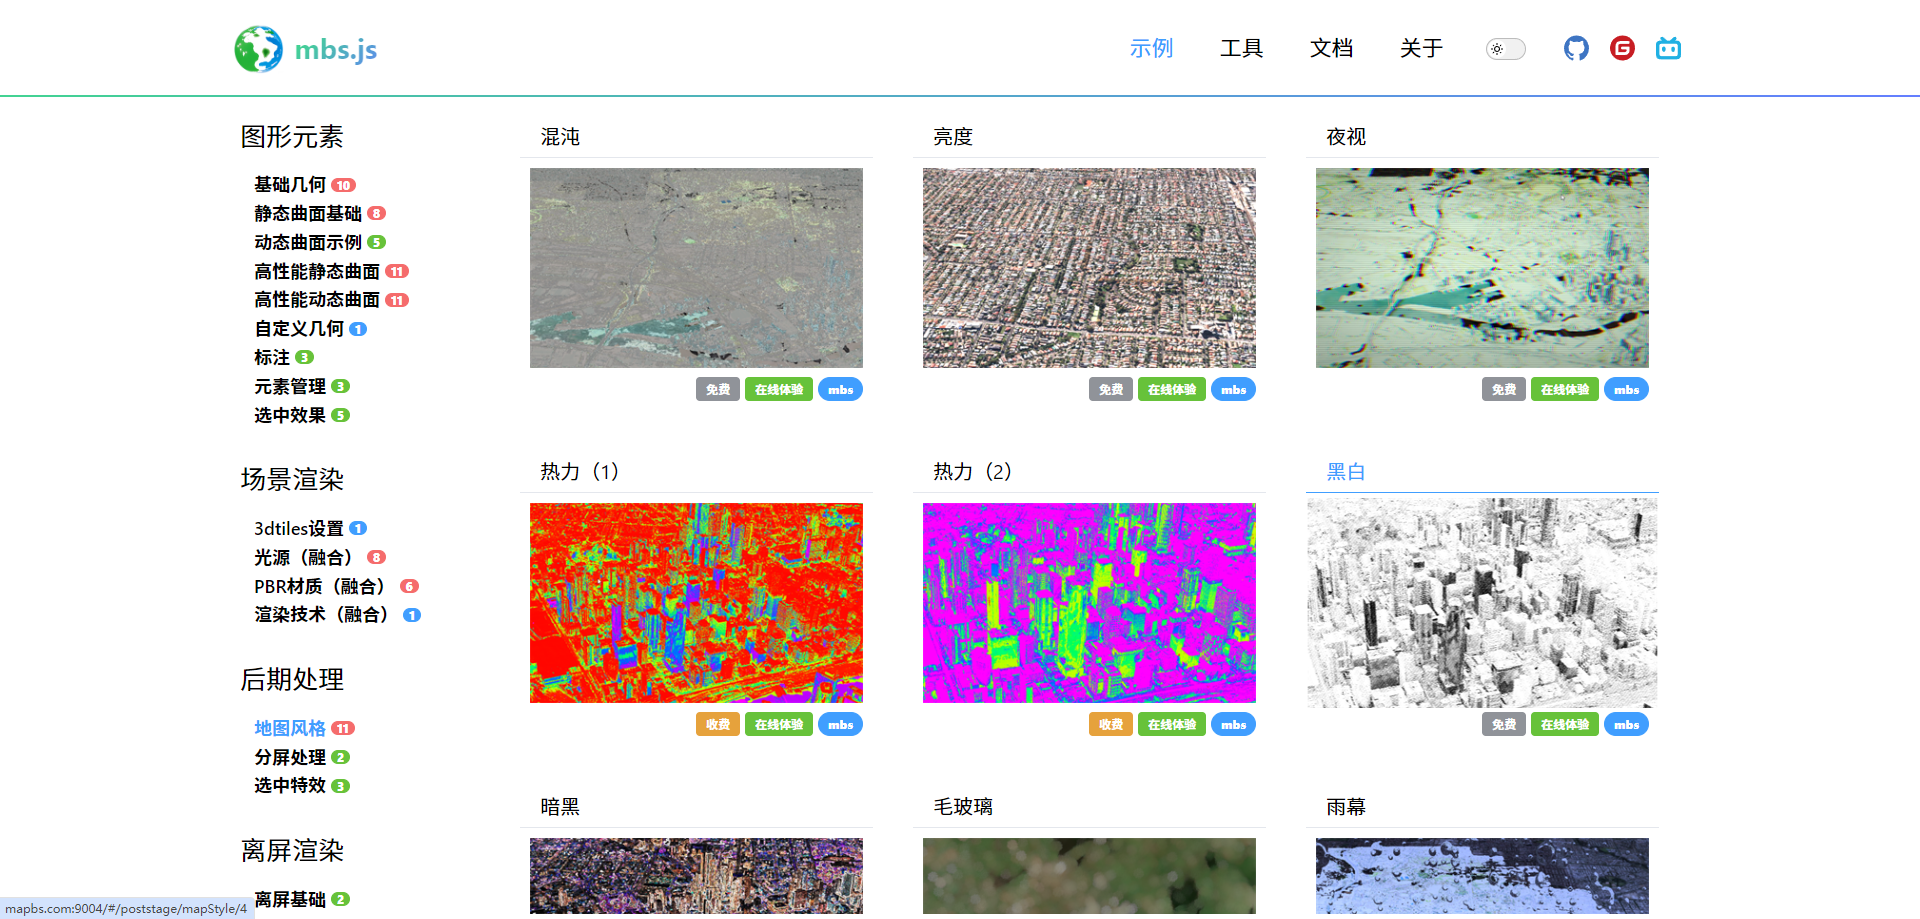 mbs.js
示例
工具
文档
关于
图形元素
基础几何 10
静态曲面基础 8
动态曲面示例 5
高性能静态曲面 11
高性能动态曲面 11
自定义几何 1
标注 3
元素管理 3
选中效果 5
场景渲染
3dtiles设置 1
光源（融合） 8
PBR材质（融合） 6
渲染技术（融合） 1
后期处理
地图风格 11
分屏处理 2
选中特效 3
离屏渲染
离屏基础 2
混沌
免费 在线体验 mbs
亮度
免费 在线体验 mbs
夜视
免费 在线体验 mbs
热力（1）
收费 在线体验 mbs
热力（2）
收费 在线体验 mbs
黑白
免费 在线体验 mbs
暗黑
毛玻璃
雨幕
mapbs.com:9004/#/poststage/mapStyle/4